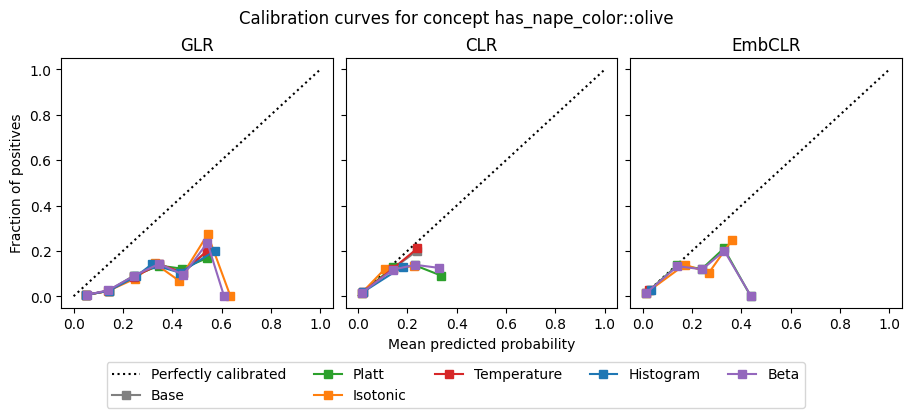 Calibration curves for concept has_nape_color::olive
GLR
CLR
EmbCLR
Fraction of positives
1.0
0.8
0.6
0.4
0.2
0.0
0.0 0.2 0.4 0.6 0.8 1.0
0.0 0.2 0.4 0.6 0.8 1.0
0.0 0.2 0.4 0.6 0.8 1.0
Mean predicted probability
Perfectly calibrated
Base
Platt
Isotonic
Temperature
Histogram
Beta